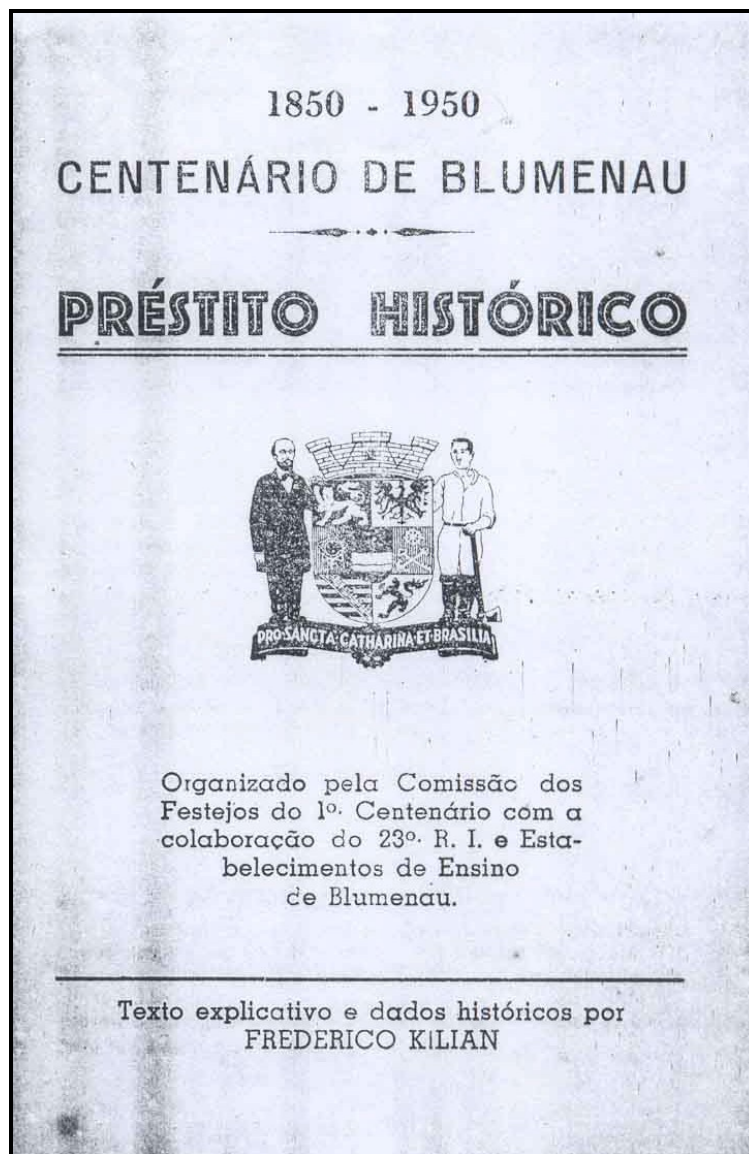 1850 - 1950
CENTENÁRIO DE BLUMENAU
PRÉSTITO HISTÓRICO
PRO·SANCTA·CATHARINA·ET·BRASILIA
Organizado pela Comissão dos
Festejos do 1º. Centenário com a
colaboração do 23º. R. I. e Esta-
belecimentos de Ensino
de Blumenau.
Texto explicativo e dados históricos por
FREDERICO KILIAN